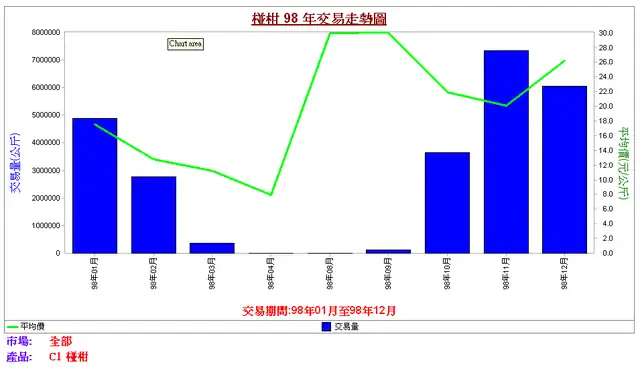 椪柑 98 年交易走勢圖
Chart area
8000000
7000000
6000000
5000000
4000000
3000000
2000000
1000000
0
交易量(公斤)
30.0
28.0
26.0
24.0
22.0
20.0
18.0
16.0
14.0
12.0
10.0
8.0
6.0
4.0
2.0
0.0
平均價(元/公斤)
98年01月
98年02月
98年03月
98年04月
98年08月
98年09月
98年10月
98年11月
98年12月
交易期間:98年01月至98年12月
平均價
交易量
市場: 全部
產品: C1 椪柑